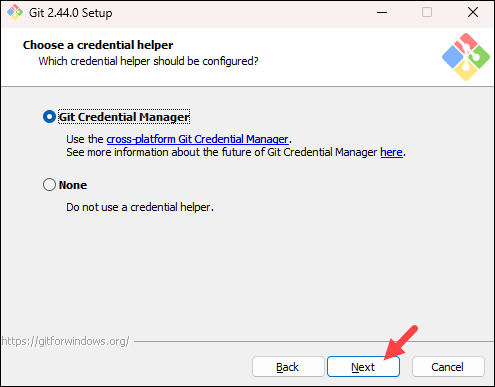 Git 2.44.0 Setup
Choose a credential helper
Which credential helper should be configured?
Git Credential Manager
Use the cross-platform Git Credential Manager.
See more information about the future of Git Credential Manager here.
None
Do not use a credential helper.
https://gitforwindows.org/
Back Next Cancel